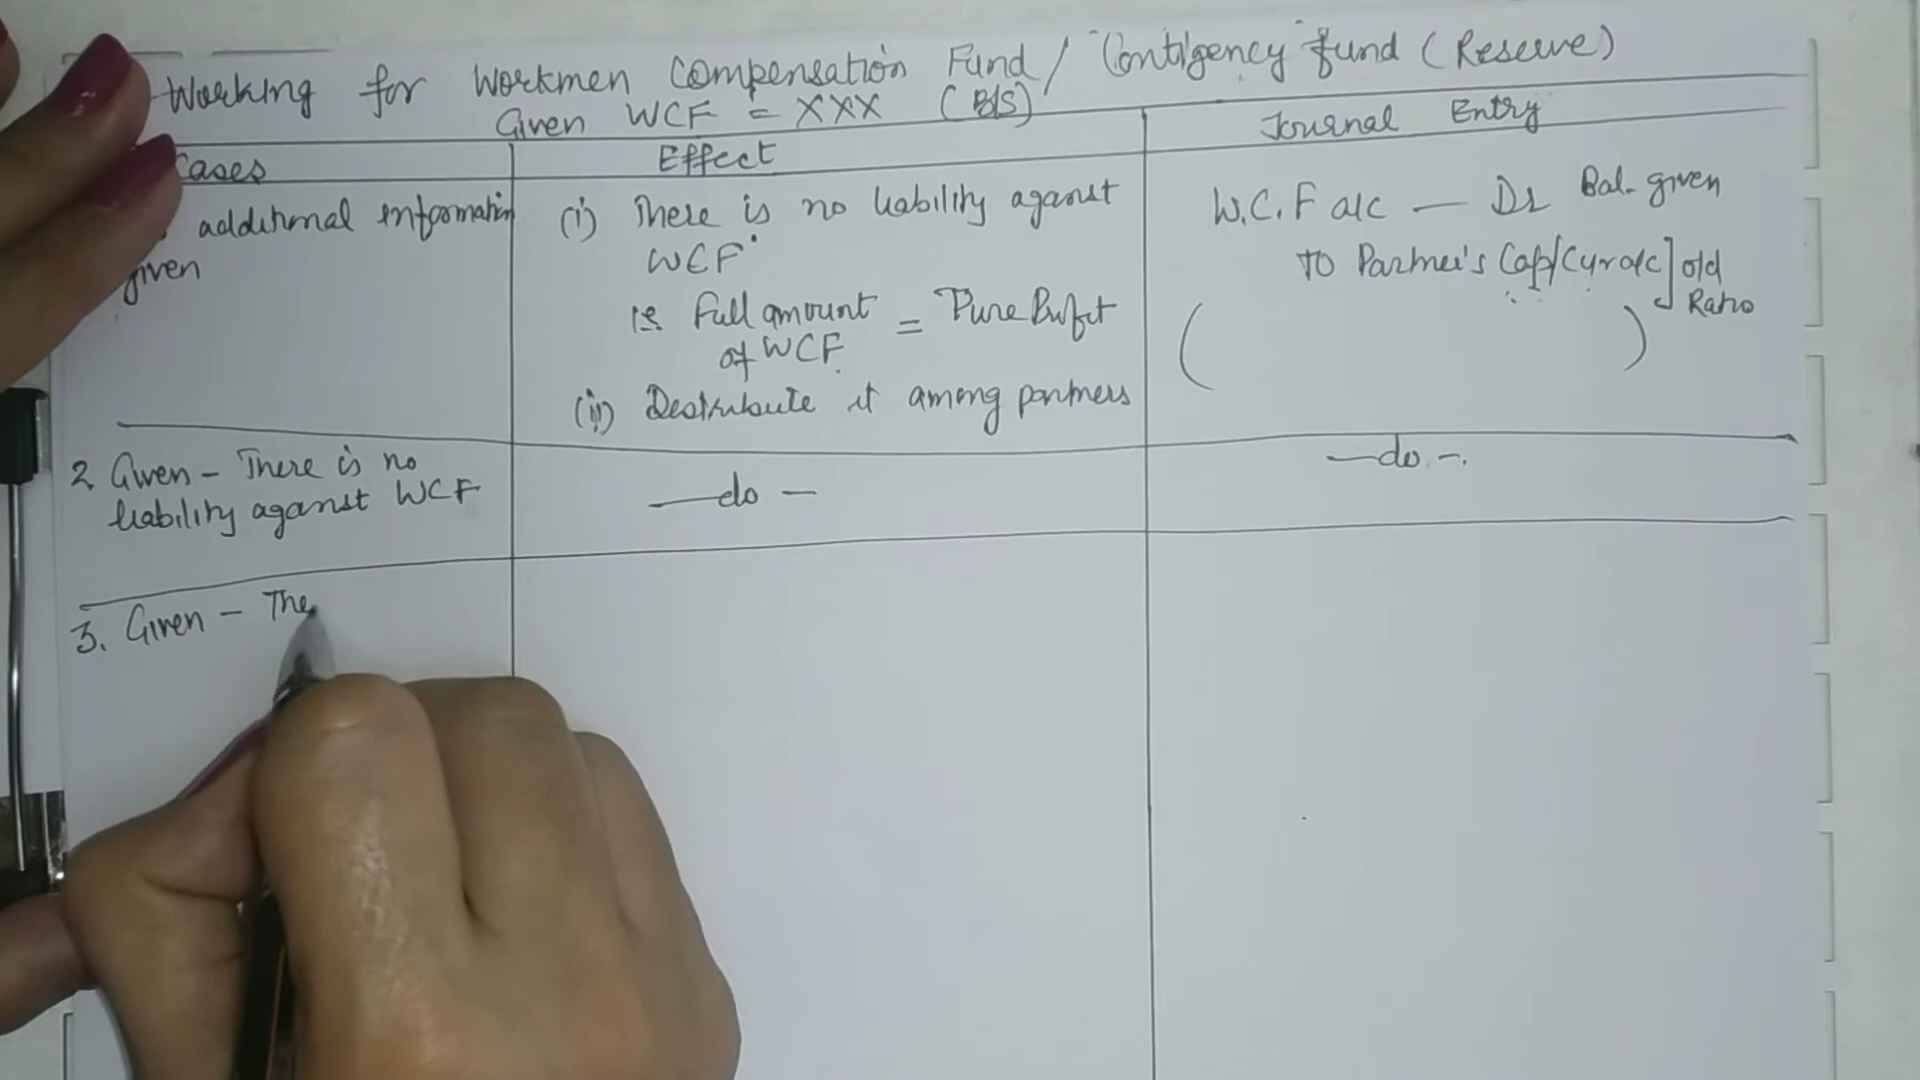 Working for Workmen Compensation Fund / "Contigency" fund (Reserve)
Given WCF = XXX (B/S)
Cases
Effect
Journal Entry
additional information
given
(i) There is no liability against
WCF
ie Full amount = Pure Profit
of WCF
(ii) Destribute it among partners
W.C.F a/c — Dr Bal. given
TO Partner's Cap/Cur a/c] old
Ratio
( )
2. Given - There is no
liability against WCF
—do—
—do—.
3. Given - The